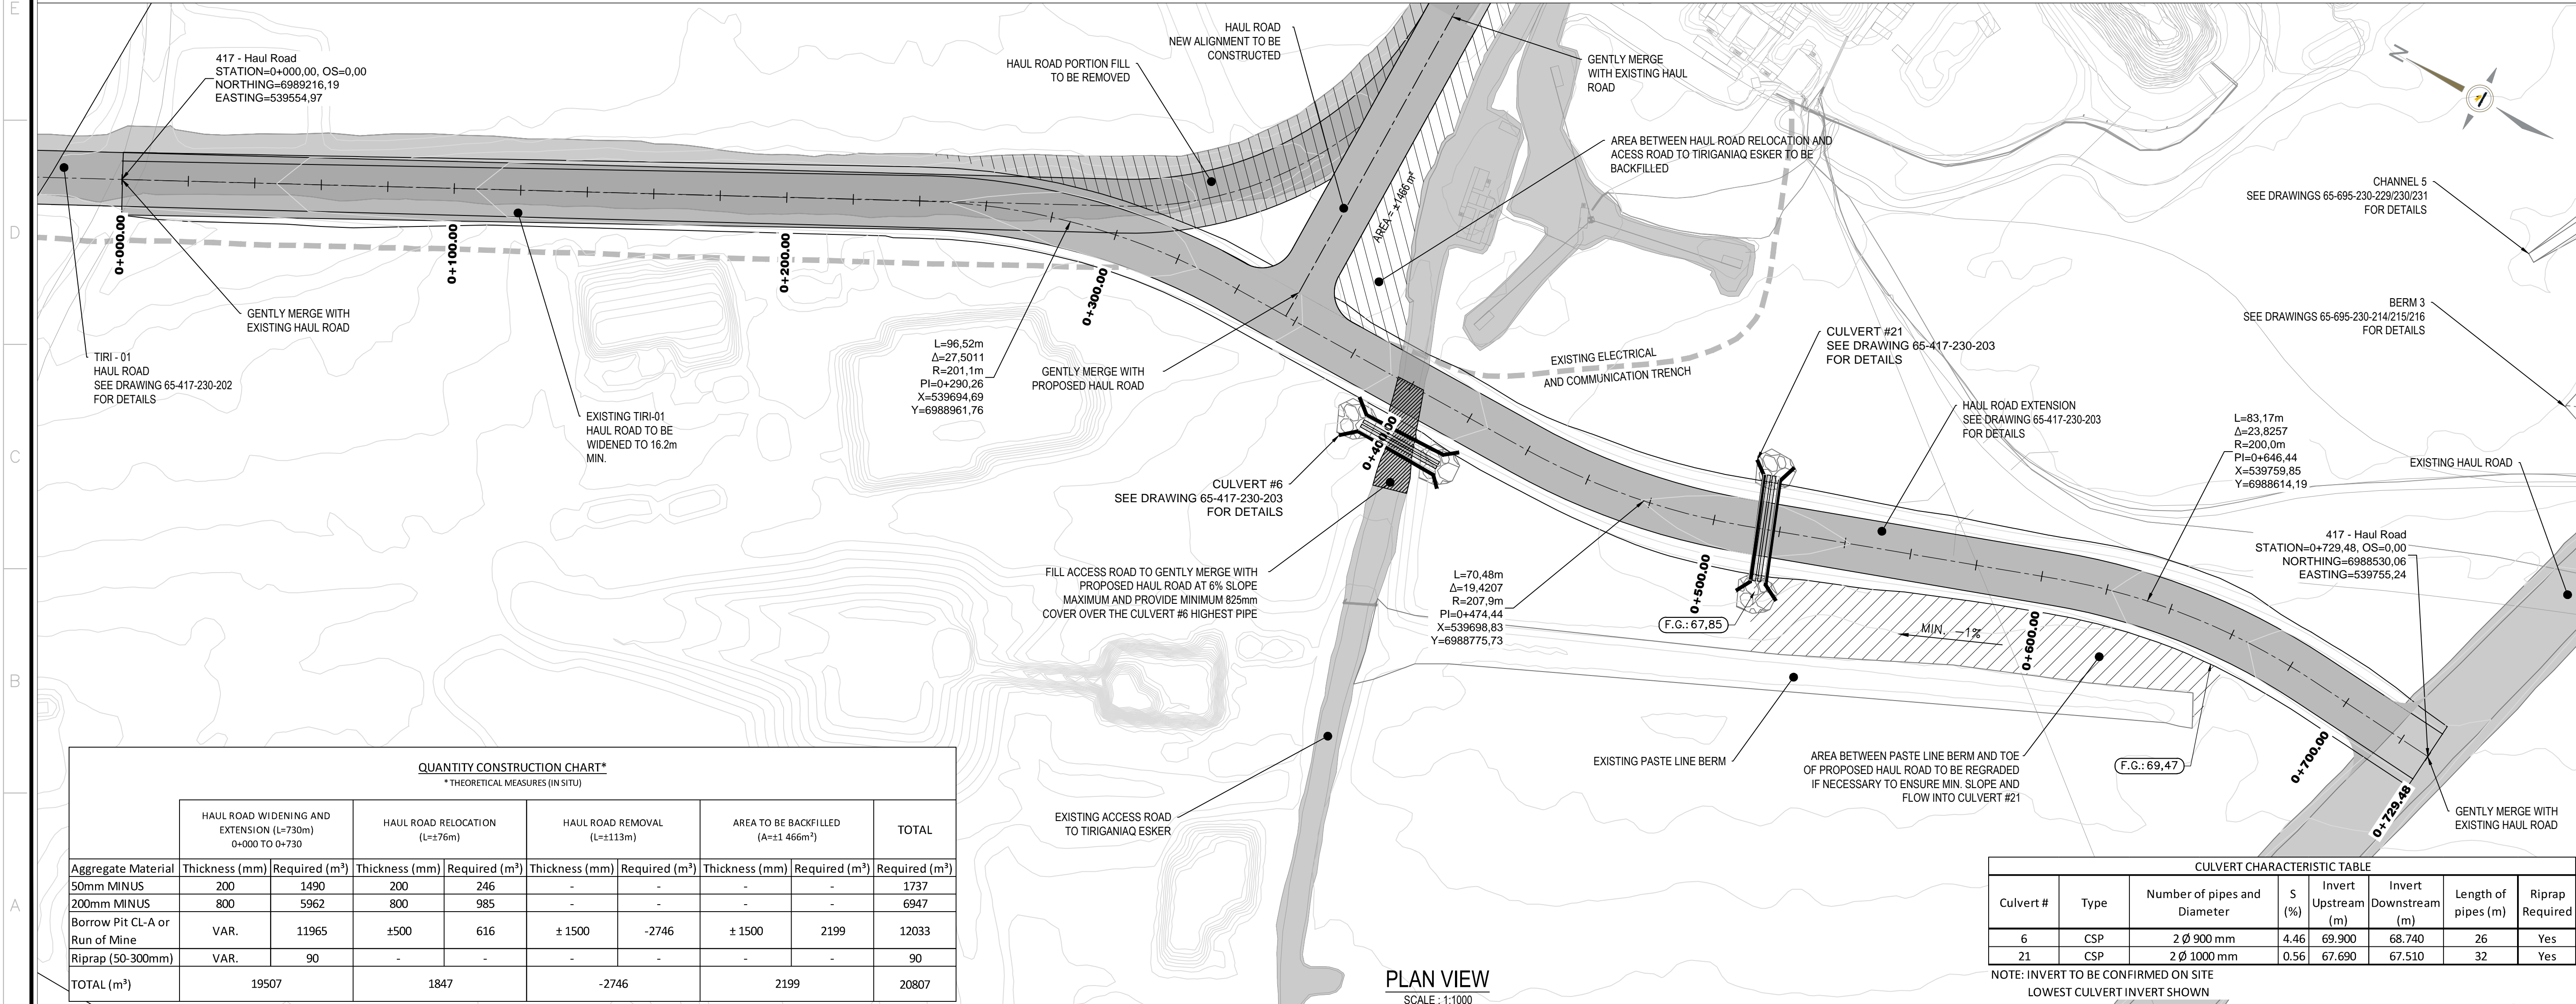 E
D
C
B
A
417 - Haul Road
STATION=0+000,00, OS=0,00
NORTHING=6989216,19
EASTING=539554,97
HAUL ROAD PORTION FILL
TO BE REMOVED
HAUL ROAD
NEW ALIGNMENT TO BE
CONSTRUCTED
GENTLY MERGE
WITH EXISTING HAUL
ROAD
AREA BETWEEN HAUL ROAD RELOCATION AND
ACESS ROAD TO TIRIGANIAQ ESKER TO BE
BACKFILLED
AREA = ±1466 m²
N
CHANNEL 5
SEE DRAWINGS 65-695-230-229/230/231
FOR DETAILS
BERM 3
SEE DRAWINGS 65-695-230-214/215/216
FOR DETAILS
0+000.00
0+100.00
0+200.00
0+300.00
0+400.00
0+500.00
0+600.00
0+700.00
0+729.48
GENTLY MERGE WITH
EXISTING HAUL ROAD
TIRI - 01
HAUL ROAD
SEE DRAWING 65-417-230-202
FOR DETAILS
EXISTING TIRI-01
HAUL ROAD TO BE
WIDENED TO 16.2m
MIN.
L=96,52m
Δ=27,5011
R=201,1m
PI=0+290,26
X=539694,69
Y=6988961,76
GENTLY MERGE WITH
PROPOSED HAUL ROAD
EXISTING ELECTRICAL
AND COMMUNICATION TRENCH
CULVERT #21
SEE DRAWING 65-417-230-203
FOR DETAILS
HAUL ROAD EXTENSION
SEE DRAWING 65-417-230-203
FOR DETAILS
L=83,17m
Δ=23,8257
R=200,0m
PI=0+646,44
X=539759,85
Y=6988614,19
EXISTING HAUL ROAD
417 - Haul Road
STATION=0+729,48, OS=0,00
NORTHING=6988530,06
EASTING=539755,24
CULVERT #6
SEE DRAWING 65-417-230-203
FOR DETAILS
FILL ACCESS ROAD TO GENTLY MERGE WITH
PROPOSED HAUL ROAD AT 6% SLOPE
MAXIMUM AND PROVIDE MINIMUM 825mm
COVER OVER THE CULVERT #6 HIGHEST PIPE
L=70,48m
Δ=19,4207
R=207,9m
PI=0+474,44
X=539698,83
Y=6988775,73
F.G.: 67,85
MIN. -1%
EXISTING PASTE LINE BERM
AREA BETWEEN PASTE LINE BERM AND TOE
OF PROPOSED HAUL ROAD TO BE REGRADED
IF NECESSARY TO ENSURE MIN. SLOPE AND
FLOW INTO CULVERT #21
F.G.: 69,47
GENTLY MERGE WITH
EXISTING HAUL ROAD
EXISTING ACCESS ROAD
TO TIRIGANIAQ ESKER
QUANTITY CONSTRUCTION CHART*
* THEORETICAL MEASURES (IN SITU)
HAUL ROAD WIDENING AND EXTENSION (L=730m) 0+000 TO 0+730 HAUL ROAD RELOCATION (L=±76m) HAUL ROAD REMOVAL (L=±113m) AREA TO BE BACKFILLED (A=±1 466m²) TOTAL
Aggregate Material Thickness (mm) Required (m³) Thickness (mm) Required (m³) Thickness (mm) Required (m³) Thickness (mm) Required (m³) Required (m³)
50mm MINUS 200 1490 200 246 - - - - 1737
200mm MINUS 800 5962 800 985 - - - - 6947
Borrow Pit CL-A or Run of Mine VAR. 11965 ±500 616 ± 1500 -2746 ± 1500 2199 12033
Riprap (50-300mm) VAR. 90 - - - - - - 90
TOTAL (m³) 19507 1847 -2746 2199 20807
PLAN VIEW
SCALE : 1:1000
CULVERT CHARACTERISTIC TABLE
Culvert # Type Number of pipes and Diameter S (%) Invert Upstream (m) Invert Downstream (m) Length of pipes (m) Riprap Required
6 CSP 2 Ø 900 mm 4.46 69.900 68.740 26 Yes
21 CSP 2 Ø 1000 mm 0.56 67.690 67.510 32 Yes
NOTE: INVERT TO BE CONFIRMED ON SITE
LOWEST CULVERT INVERT SHOWN